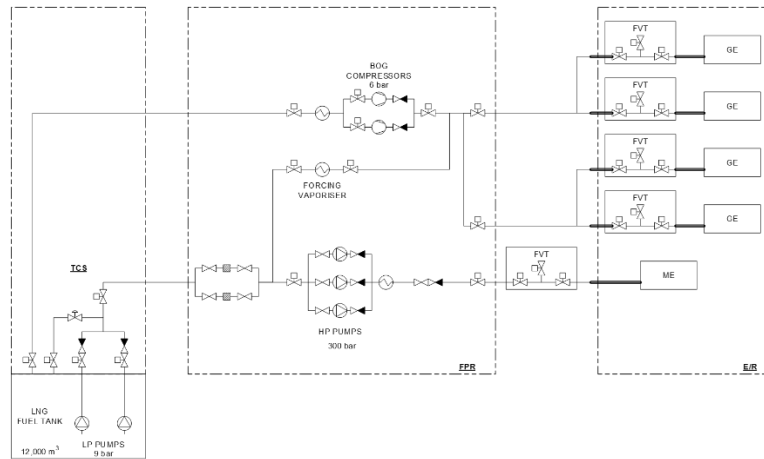 BOG
COMPRESSORS
6 bar
FVT
GE
FVT
GE
FORCING
VAPORISER
FVT
GE
FVT
GE
TCS
FVT
ME
HP PUMPS
300 bar
FPR
E/R
LNG
FUEL TANK
LP PUMPS
12,000 m³
9 bar